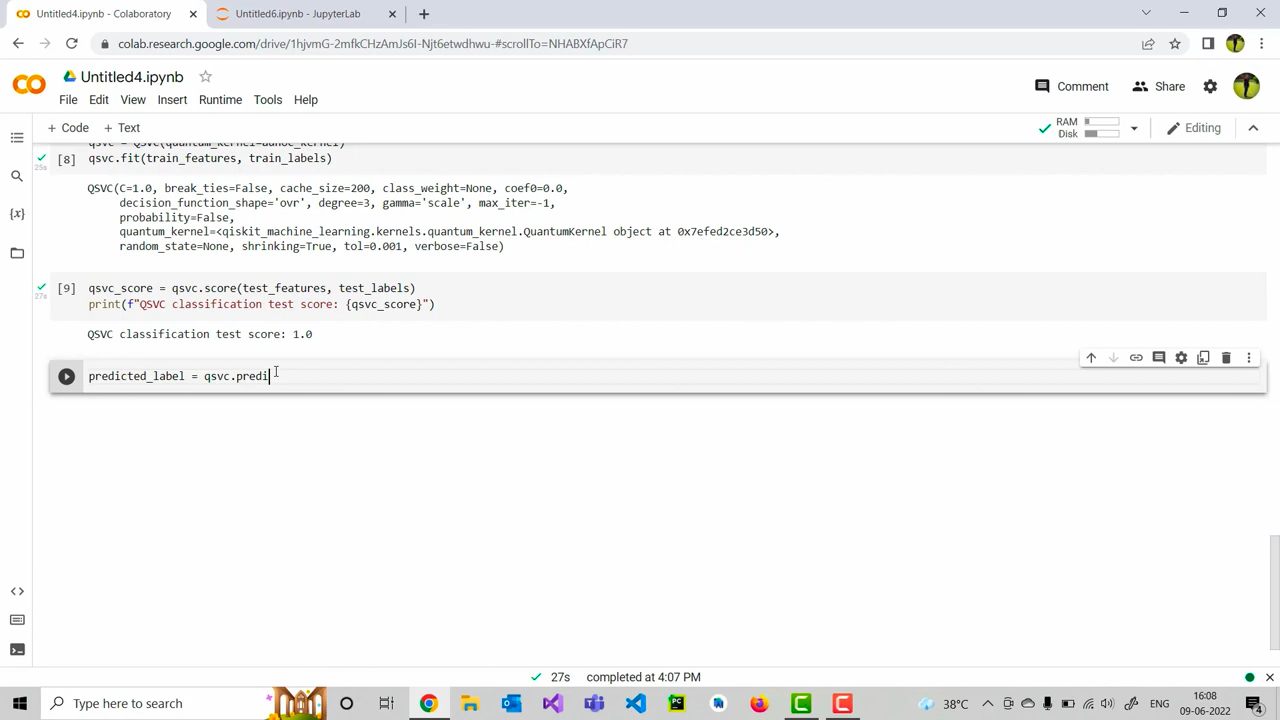 Untitled4.ipynb - Colaboratory
Untitled6.ipynb - JupyterLab
colab.research.google.com/drive/1hjvmG-2mfkCHzAmJs6I-Njt6etwdhwu-#scrollTo=NHABXfApCiR7
Untitled4.ipynb
Comment
Share
File Edit View Insert Runtime Tools Help
+ Code + Text
RAM
Disk
Editing
qsvc = QSVC(quantum_kernel=adhoc_kernel)
[8] qsvc.fit(train_features, train_labels)
25s
QSVC(C=1.0, break_ties=False, cache_size=200, class_weight=None, coef0=0.0,
decision_function_shape='ovr', degree=3, gamma='scale', max_iter=-1,
probability=False,
quantum_kernel=<qiskit_machine_learning.kernels.quantum_kernel.QuantumKernel object at 0x7efed2ce3d50>,
random_state=None, shrinking=True, tol=0.001, verbose=False)
[9] qsvc_score = qsvc.score(test_features, test_labels)
27s
print(f"QSVC classification test score: {qsvc_score}")
QSVC classification test score: 1.0
predicted_label = qsvc.predi
27s completed at 4:07 PM
Type here to search
38°C
ENG
16:08
09-06-2022
4